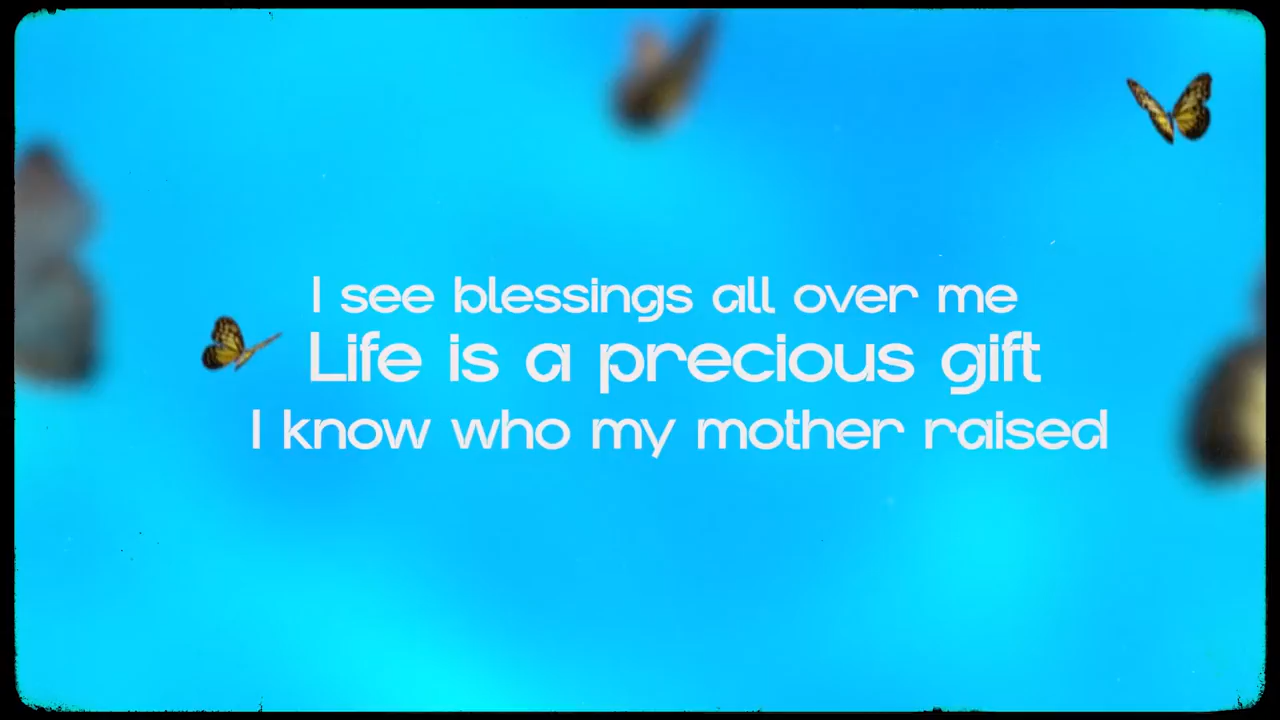 I see blessings all over me
Life is a precious gift
I know who my mother raised